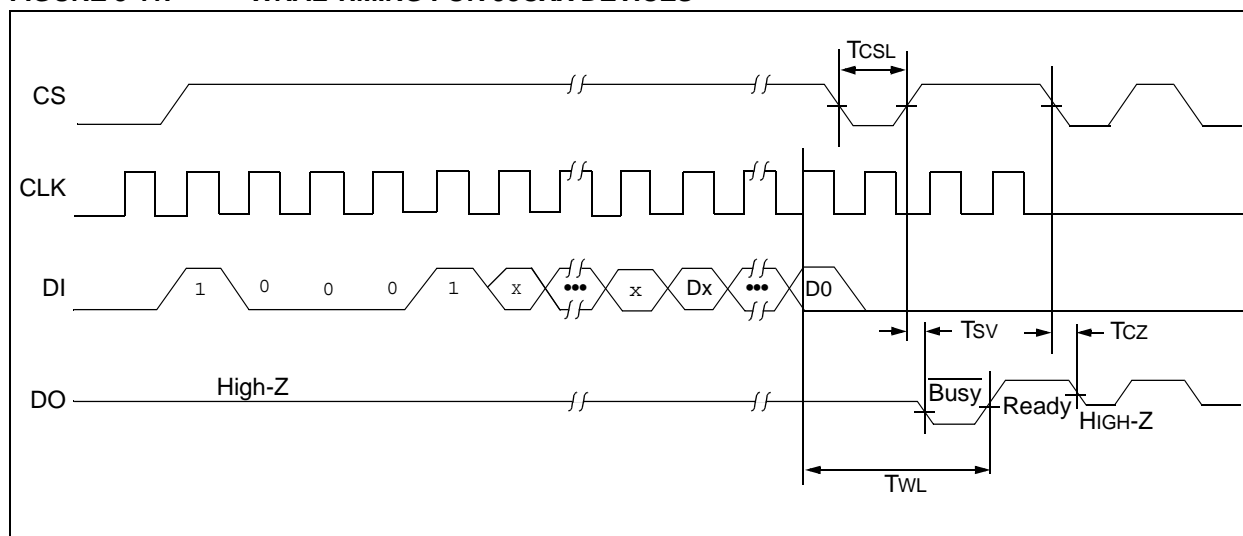 TCSL
CS
CLK
DI 1 0 0 0 1 x ••• x Dx ••• D0
TSV TCZ
DO High-Z Busy Ready HIGH-Z
TWL